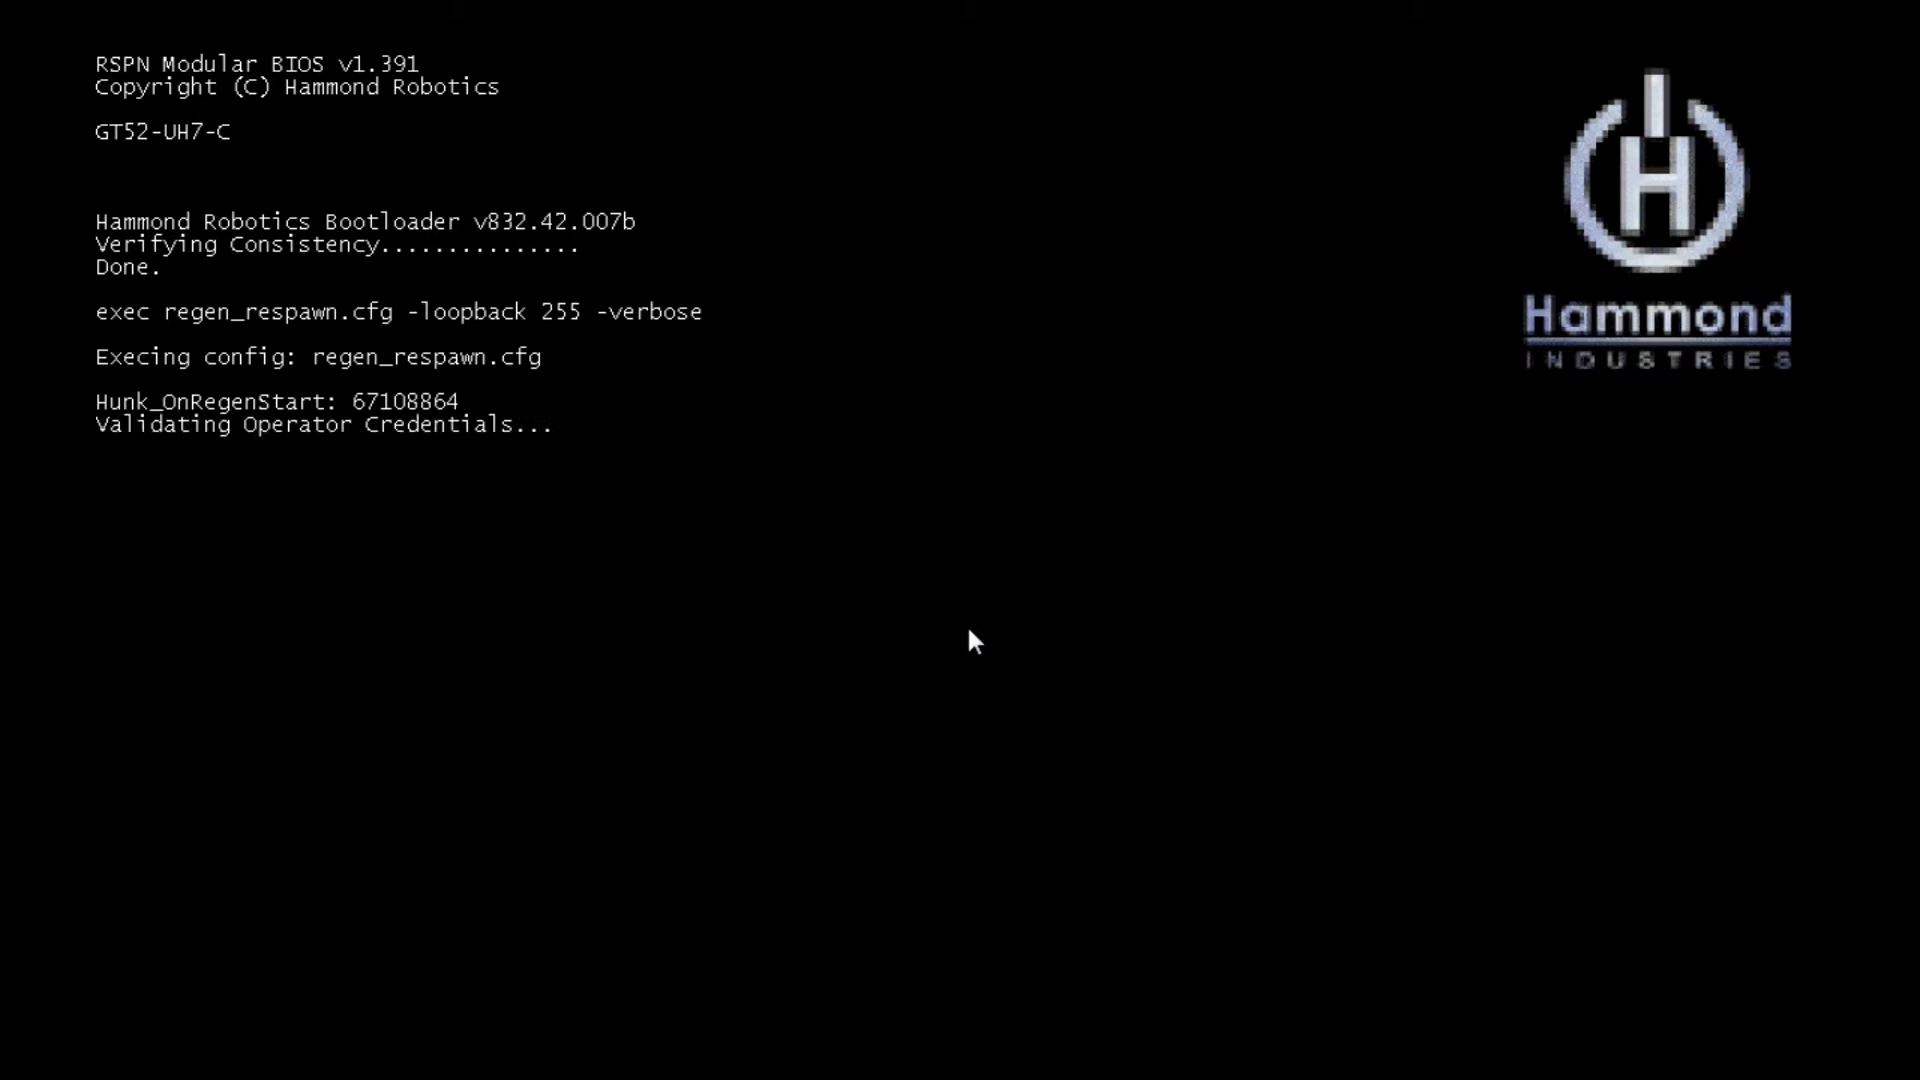 RSPN Modular BIOS v1.391
Copyright (C) Hammond Robotics
GT52-UH7-C
Hammond Robotics Bootloader v832.42.007b
Verifying Consistency...............
Done.
exec regen_respawn.cfg -loopback 255 -verbose
Execing config: regen_respawn.cfg
Hunk_OnRegenStart: 67108864
Validating Operator Credentials...
H
Hammond
INDUSTRIES